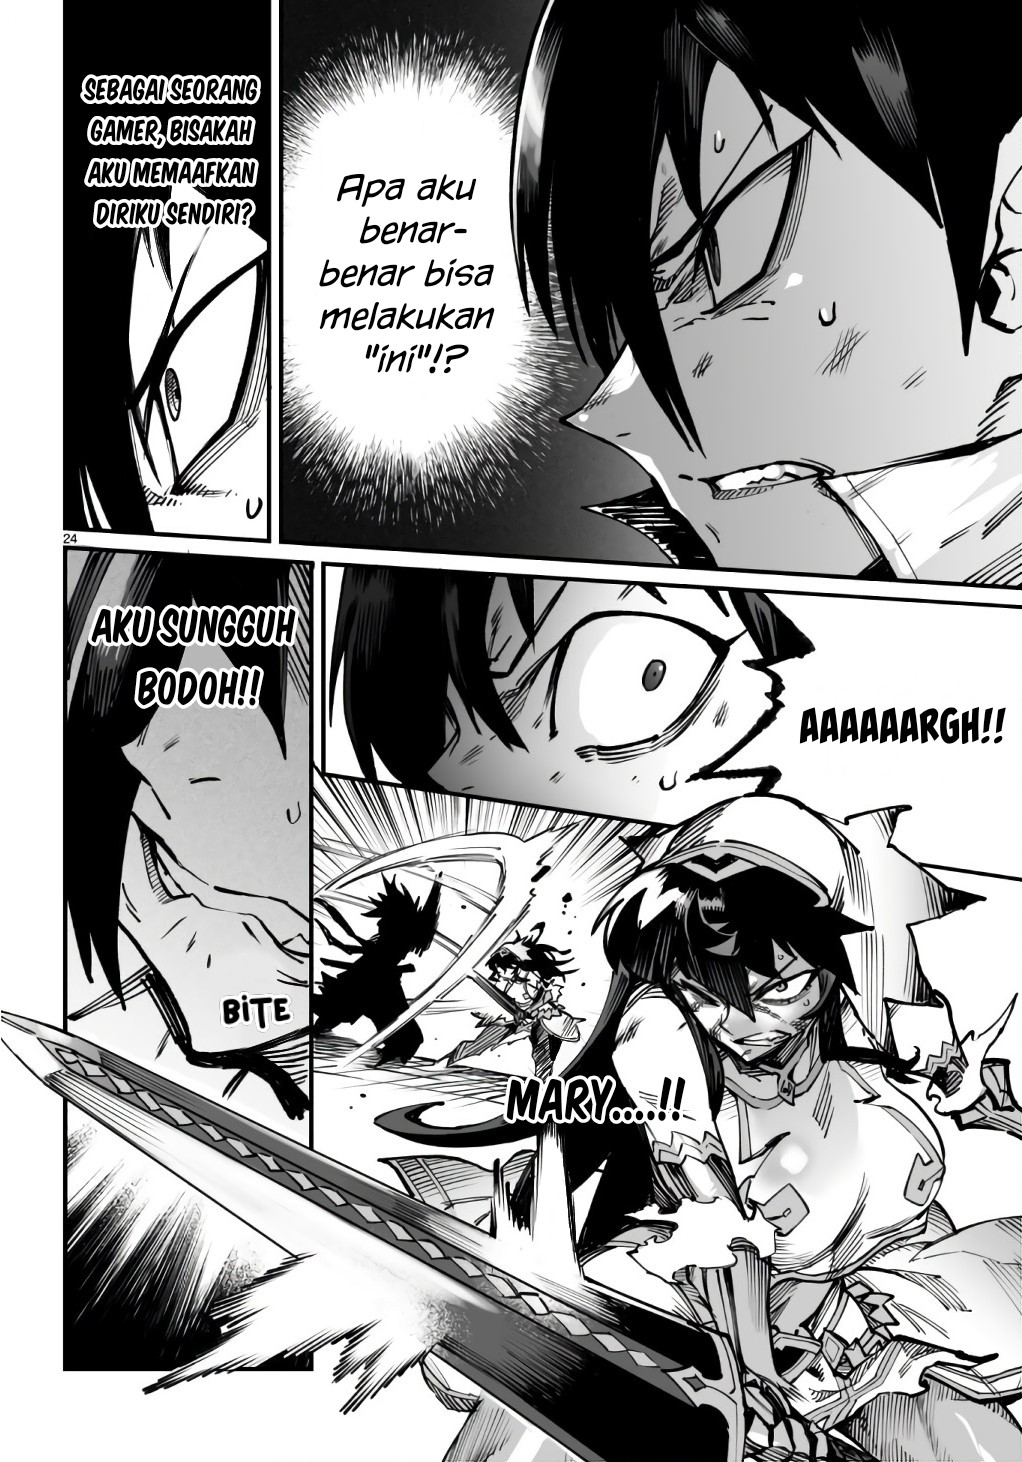 Apa aku
benar-
benar bisa
melakukan
"ini"!?
SEBAGAI SEORANG
GAMER, BISAKAH
AKU MEMAAFKAN
DIRIKU SENDIRI?
24
AAAAAARGH!!
AKU SUNGGUH
BODOH!!
BITE
MARY....!!